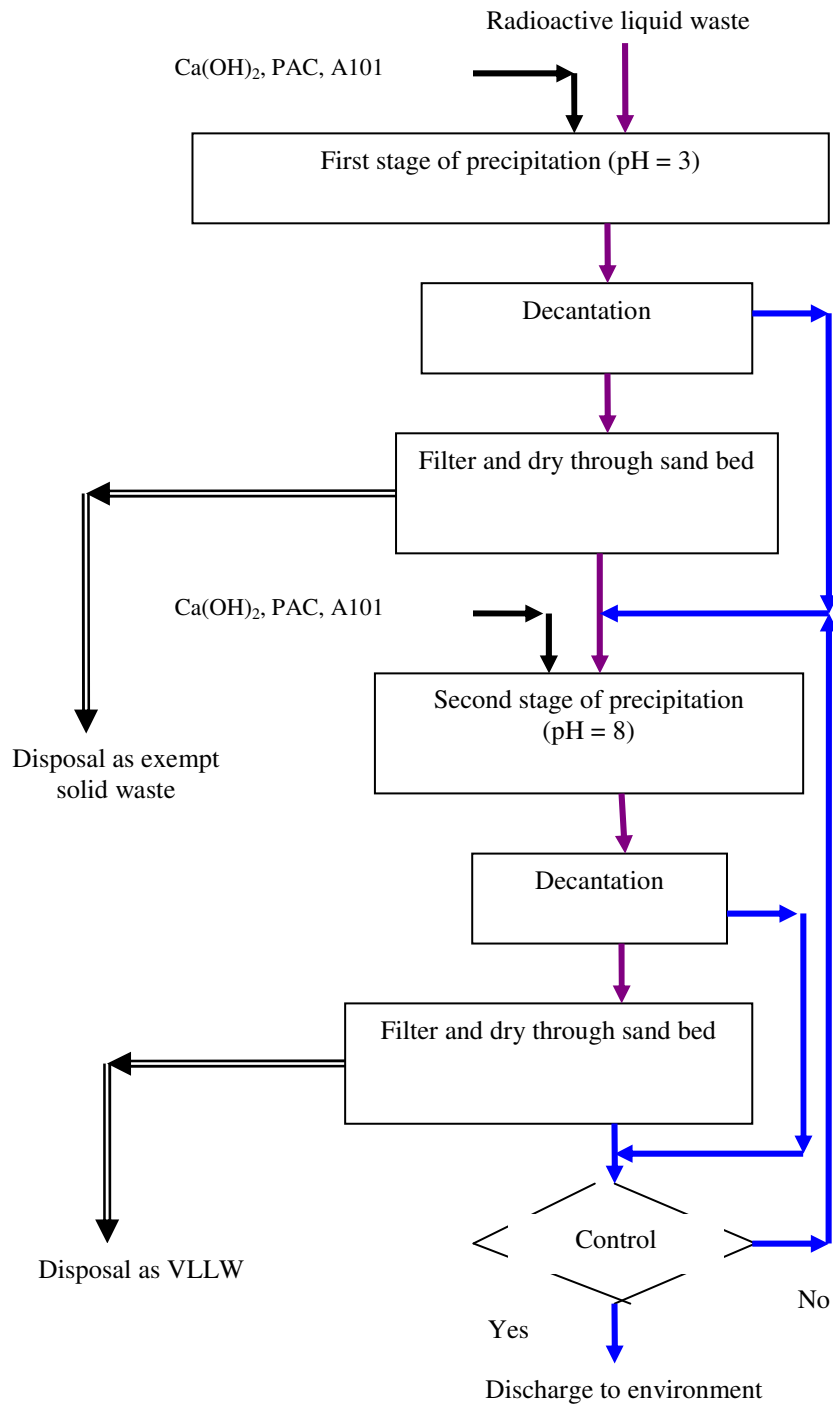 Radioactive liquid waste
Ca(OH)₂, PAC, A101
First stage of precipitation (pH = 3)
Decantation
Filter and dry through sand bed
Ca(OH)₂, PAC, A101
Second stage of precipitation
(pH = 8)
Disposal as exempt
solid waste
Decantation
Filter and dry through sand bed
Control
Disposal as VLLW
No
Yes
Discharge to environment